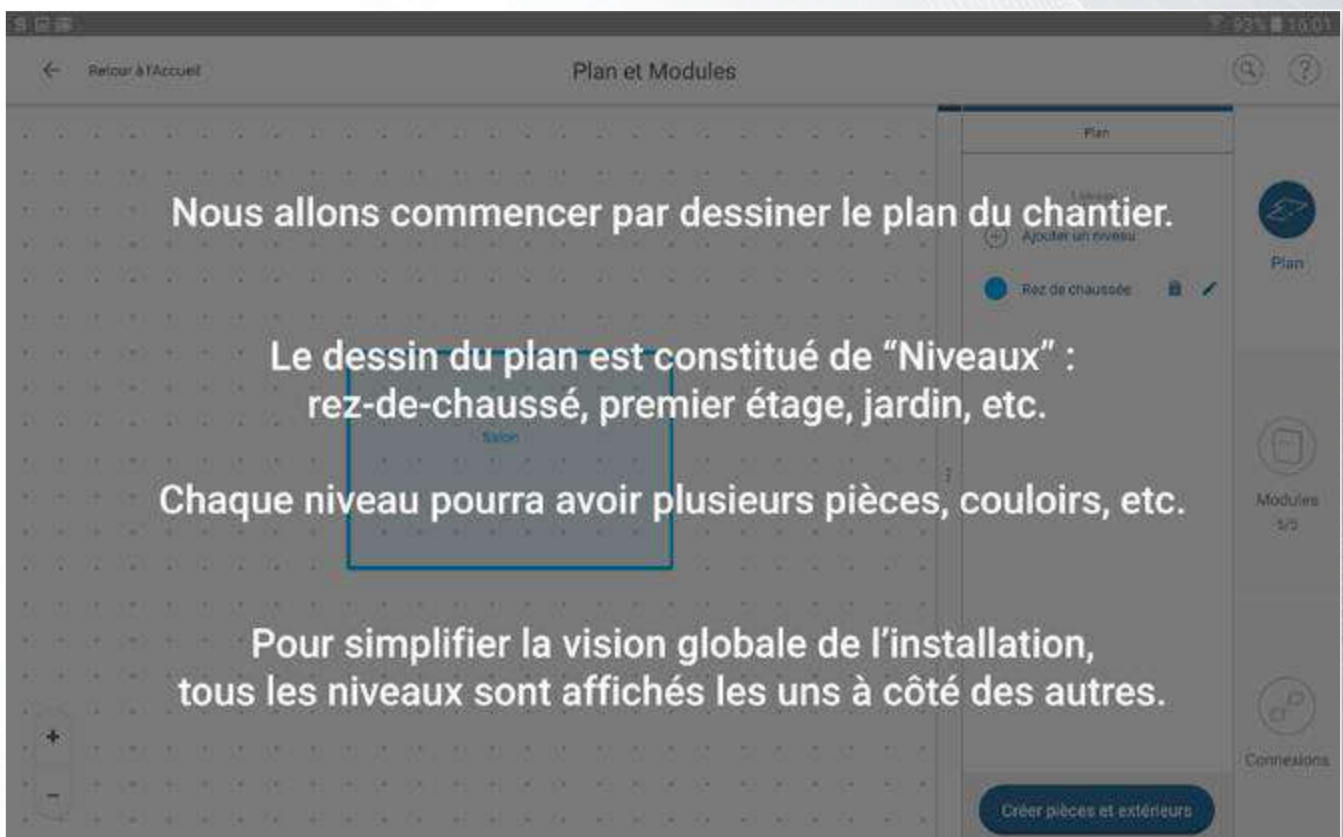 93% 16:01
Retour à l'Accueil
Plan et Modules
?
Plan
Nous allons commencer par dessiner le plan du chantier.
Ajouter un niveau
Plan
Rez de chaussée
Le dessin du plan est constitué de “Niveaux” :
rez-de-chaussé, premier étage, jardin, etc.
Salon
Chaque niveau pourra avoir plusieurs pièces, couloirs, etc.
Modules
5/5
Pour simplifier la vision globale de l’installation,
tous les niveaux sont affichés les uns à côté des autres.
+
Connexions
-
Créer pièces et extérieurs